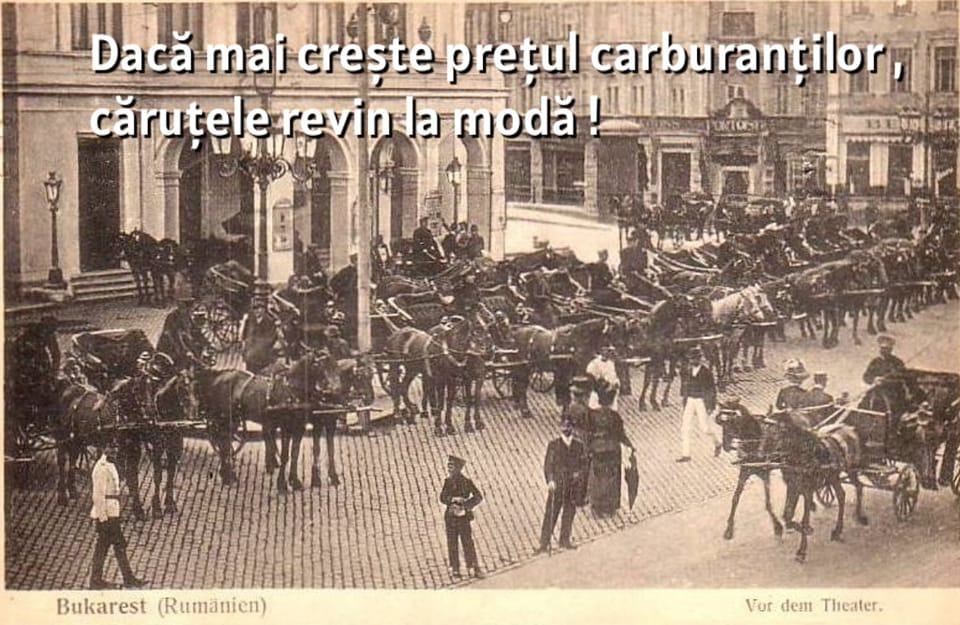 Dacă mai crește prețul carburanților ,
căruțele revin la modă !
Bukarest (Rumänien)
Vor dem Theater.